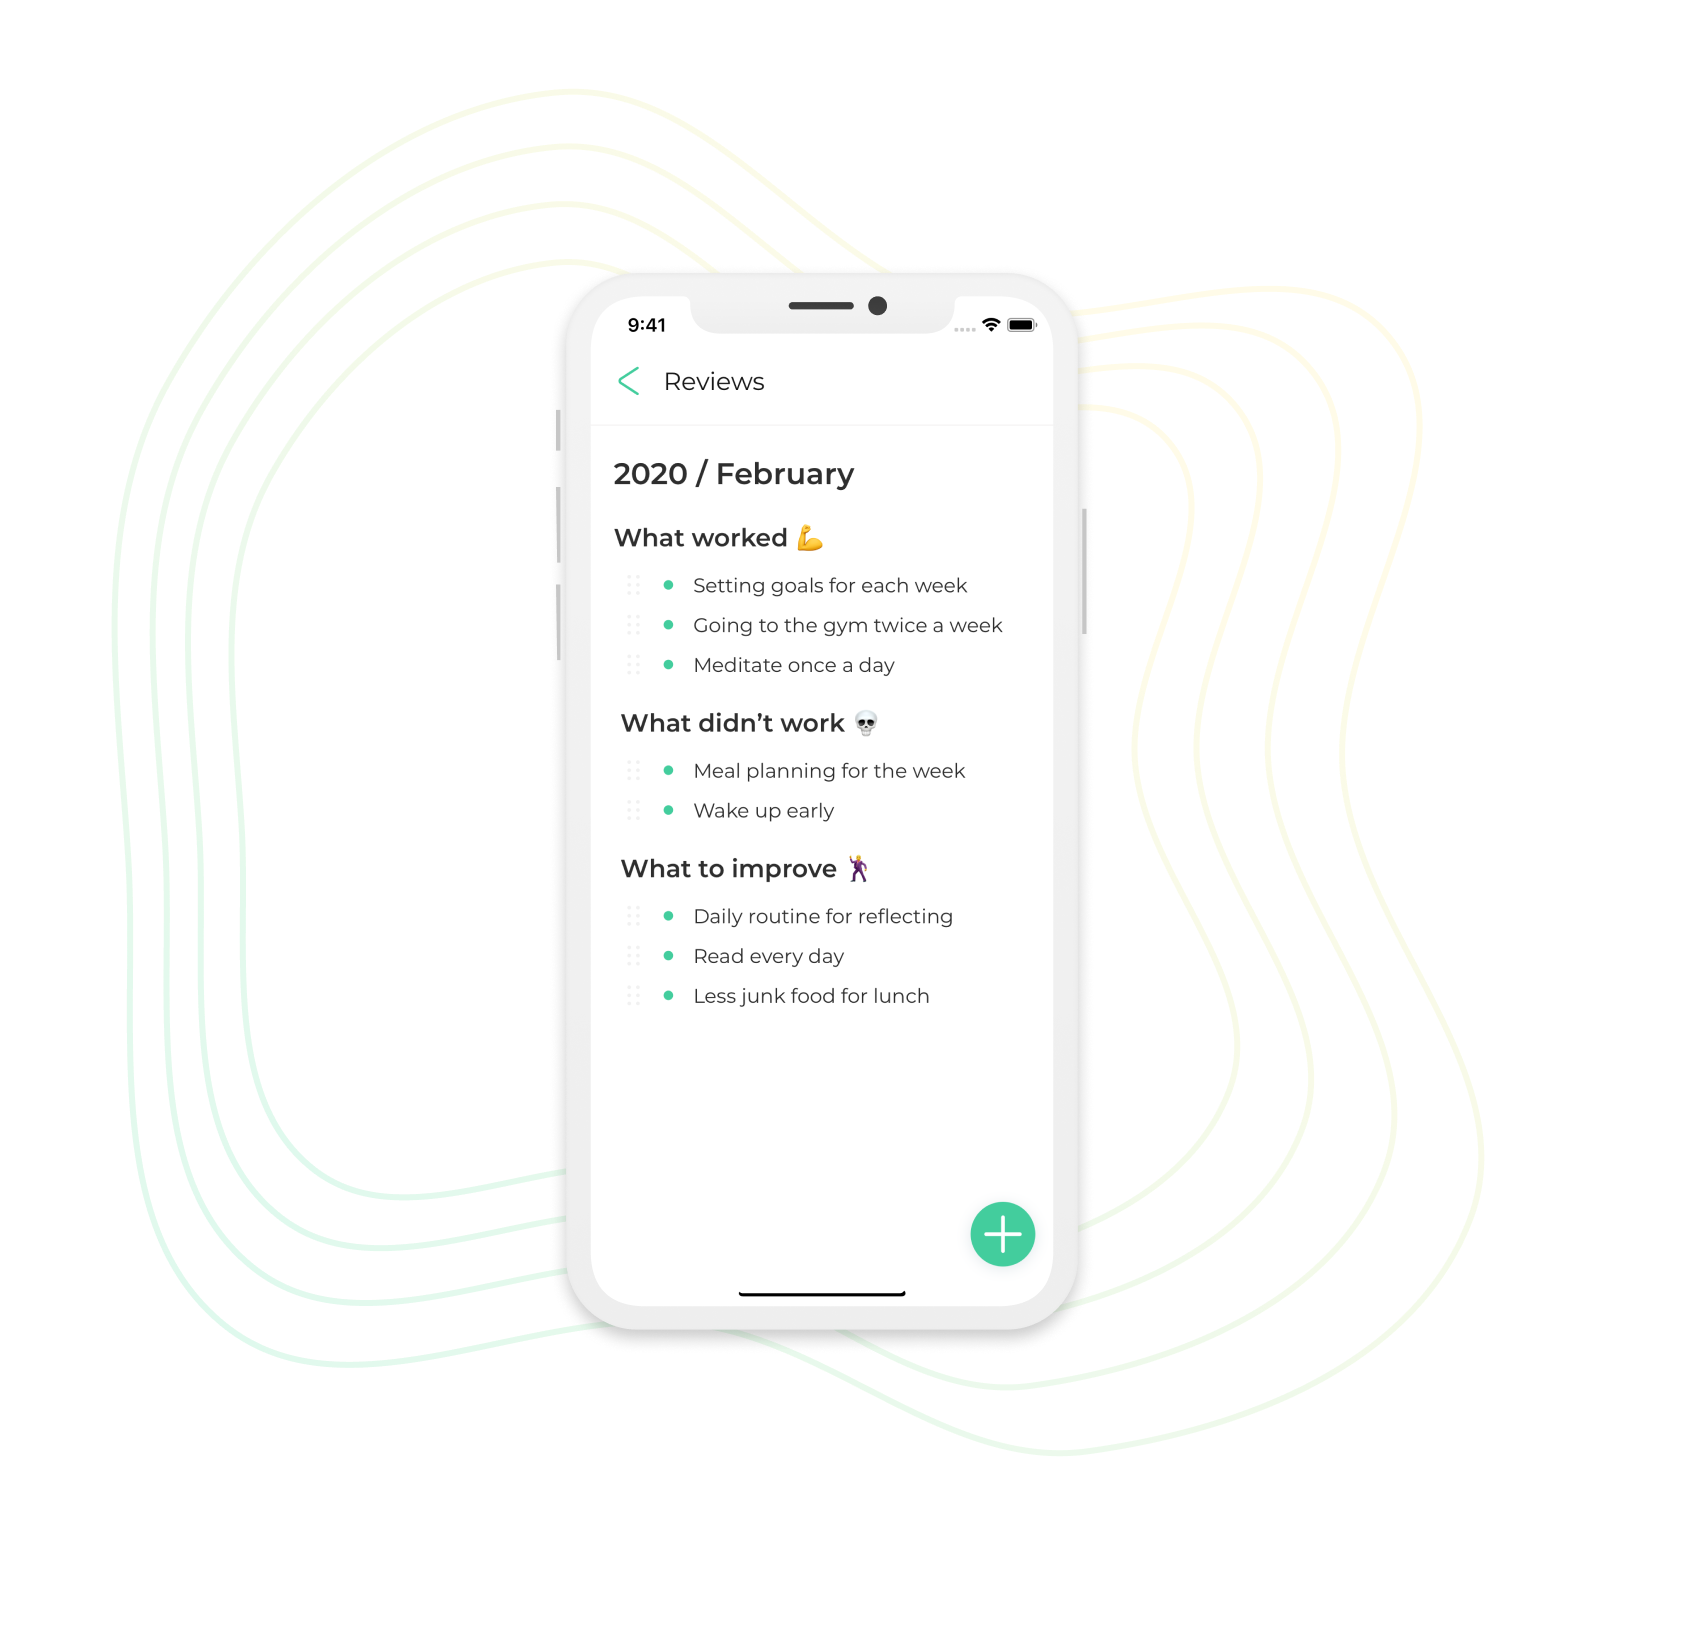 9:41
Reviews
2020 / February
What worked 💪
Setting goals for each week
Going to the gym twice a week
Meditate once a day
What didn’t work 💀
Meal planning for the week
Wake up early
What to improve 🕺
Daily routine for reflecting
Read every day
Less junk food for lunch